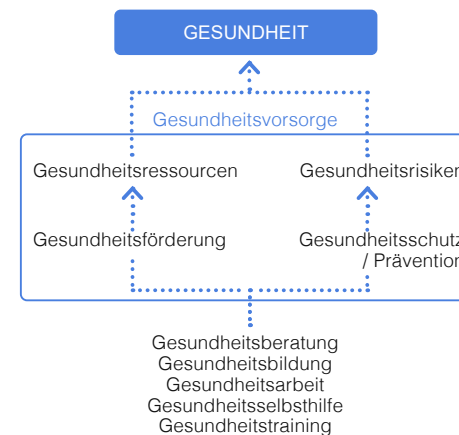 GESUNDHEIT
Gesundheitsvorsorge
Gesundheitsressourcen Gesundheitsrisiken
Gesundheitsförderung Gesundheitsschutz
/ Prävention
Gesundheitsberatung
Gesundheitsbildung
Gesundheitsarbeit
Gesundheitsselbsthilfe
Gesundheitstraining